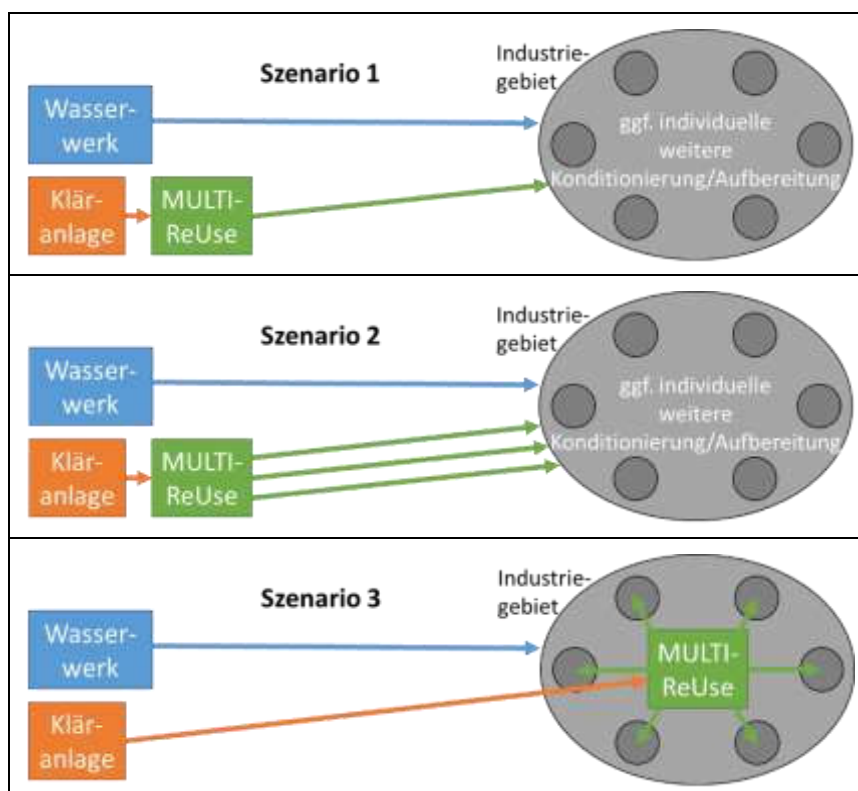 Szenario 1
Industrie-
gebiet
Wasser-
werk
ggf. individuelle
weitere
Konditionierung/Aufbereitung
Klär-
anlage
MULTI-
ReUse
Szenario 2
Industrie-
gebiet
Wasser-
werk
ggf. individuelle
weitere
Konditionierung/Aufbereitung
Klär-
anlage
MULTI-
ReUse
Szenario 3
Industrie-
gebiet
Wasser-
werk
MULTI-
ReUse
Klär-
anlage